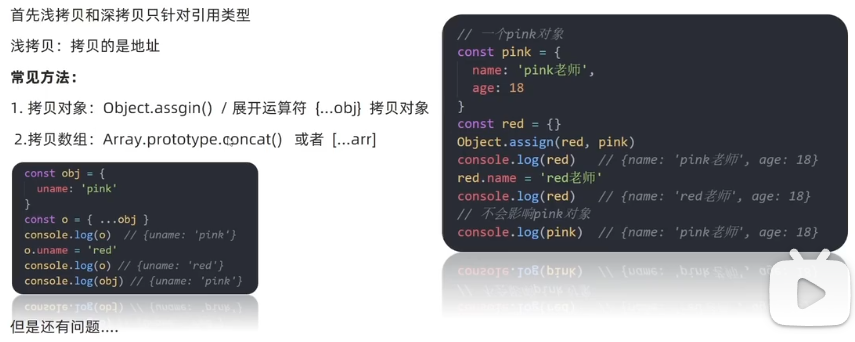 首先浅拷贝和深拷贝只针对引用类型
浅拷贝：拷贝的是地址
常见方法：
1. 拷贝对象：Object.assgin() / 展开运算符 {...obj} 拷贝对象
2.拷贝数组：Array.prototype.concat() 或者 [...arr]
const obj = {
  uname: 'pink'
}
const o = { ...obj }
console.log(o)  // {uname: 'pink'}
o.uname = 'red'
console.log(o) // {uname: 'red'}
console.log(obj) // {uname: 'pink'}
但是还有问题....
// 一个pink对象
const pink = {
  name: 'pink老师',
  age: 18
}
const red = {}
Object.assign(red, pink)
console.log(red)   // {name: 'pink老师', age: 18}
red.name = 'red老师'
console.log(red)   // {name: 'red老师', age: 18}
// 不会影响pink对象
console.log(pink)  // {name: 'pink老师', age: 18}